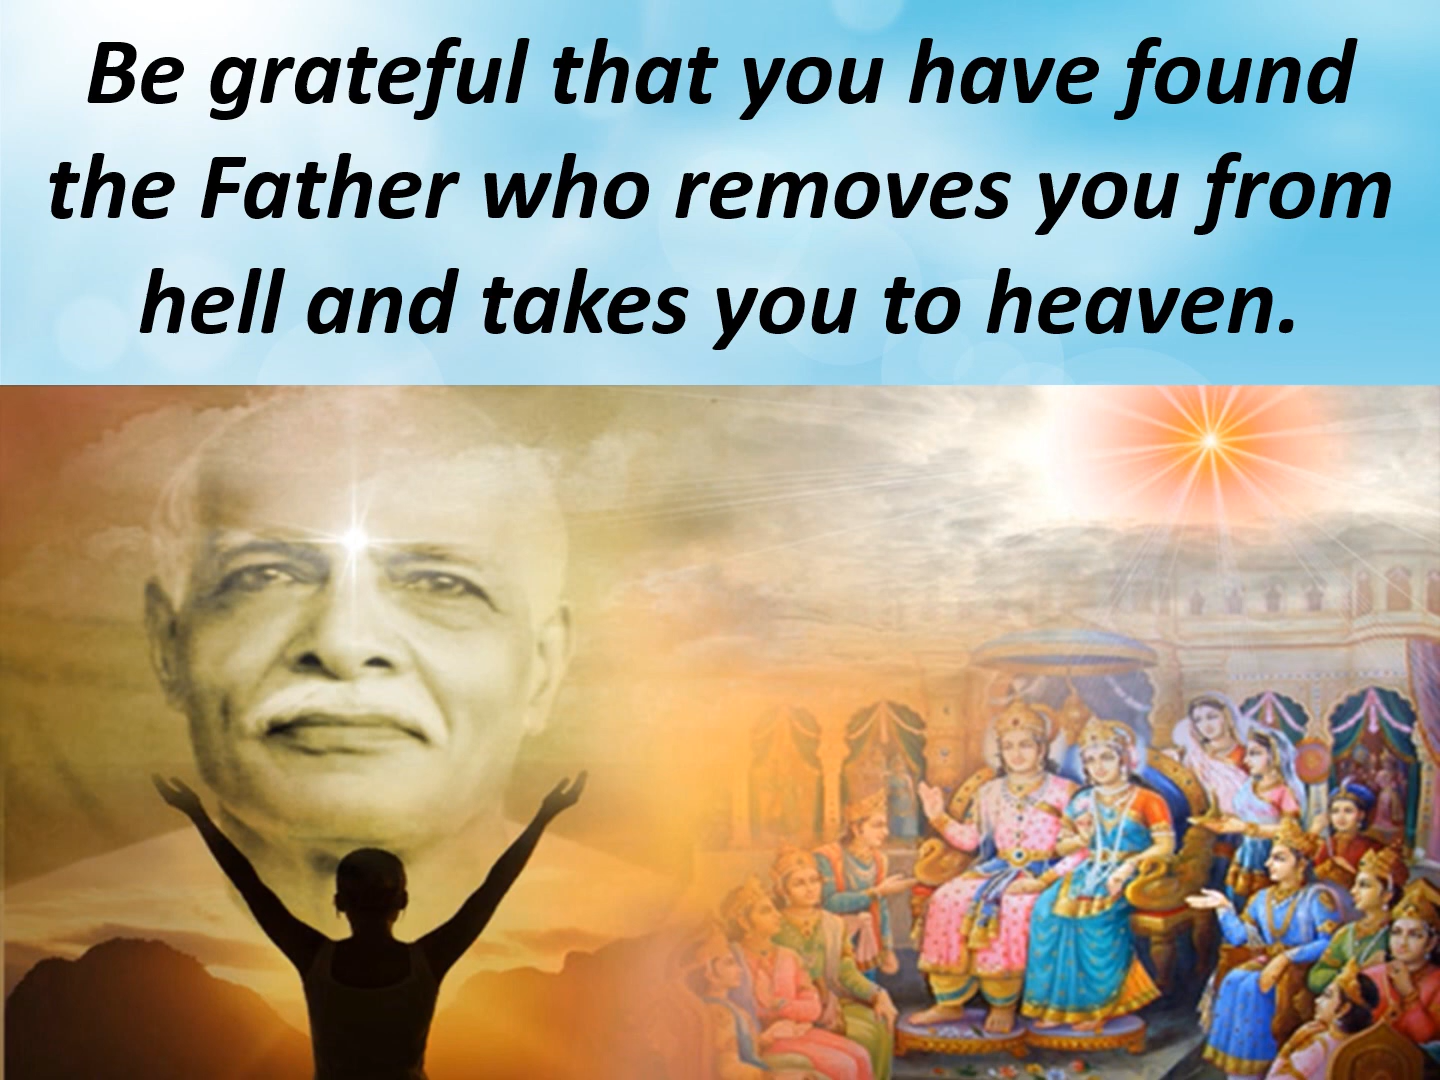 Be grateful that you have found
the Father who removes you from
hell and takes you to heaven.